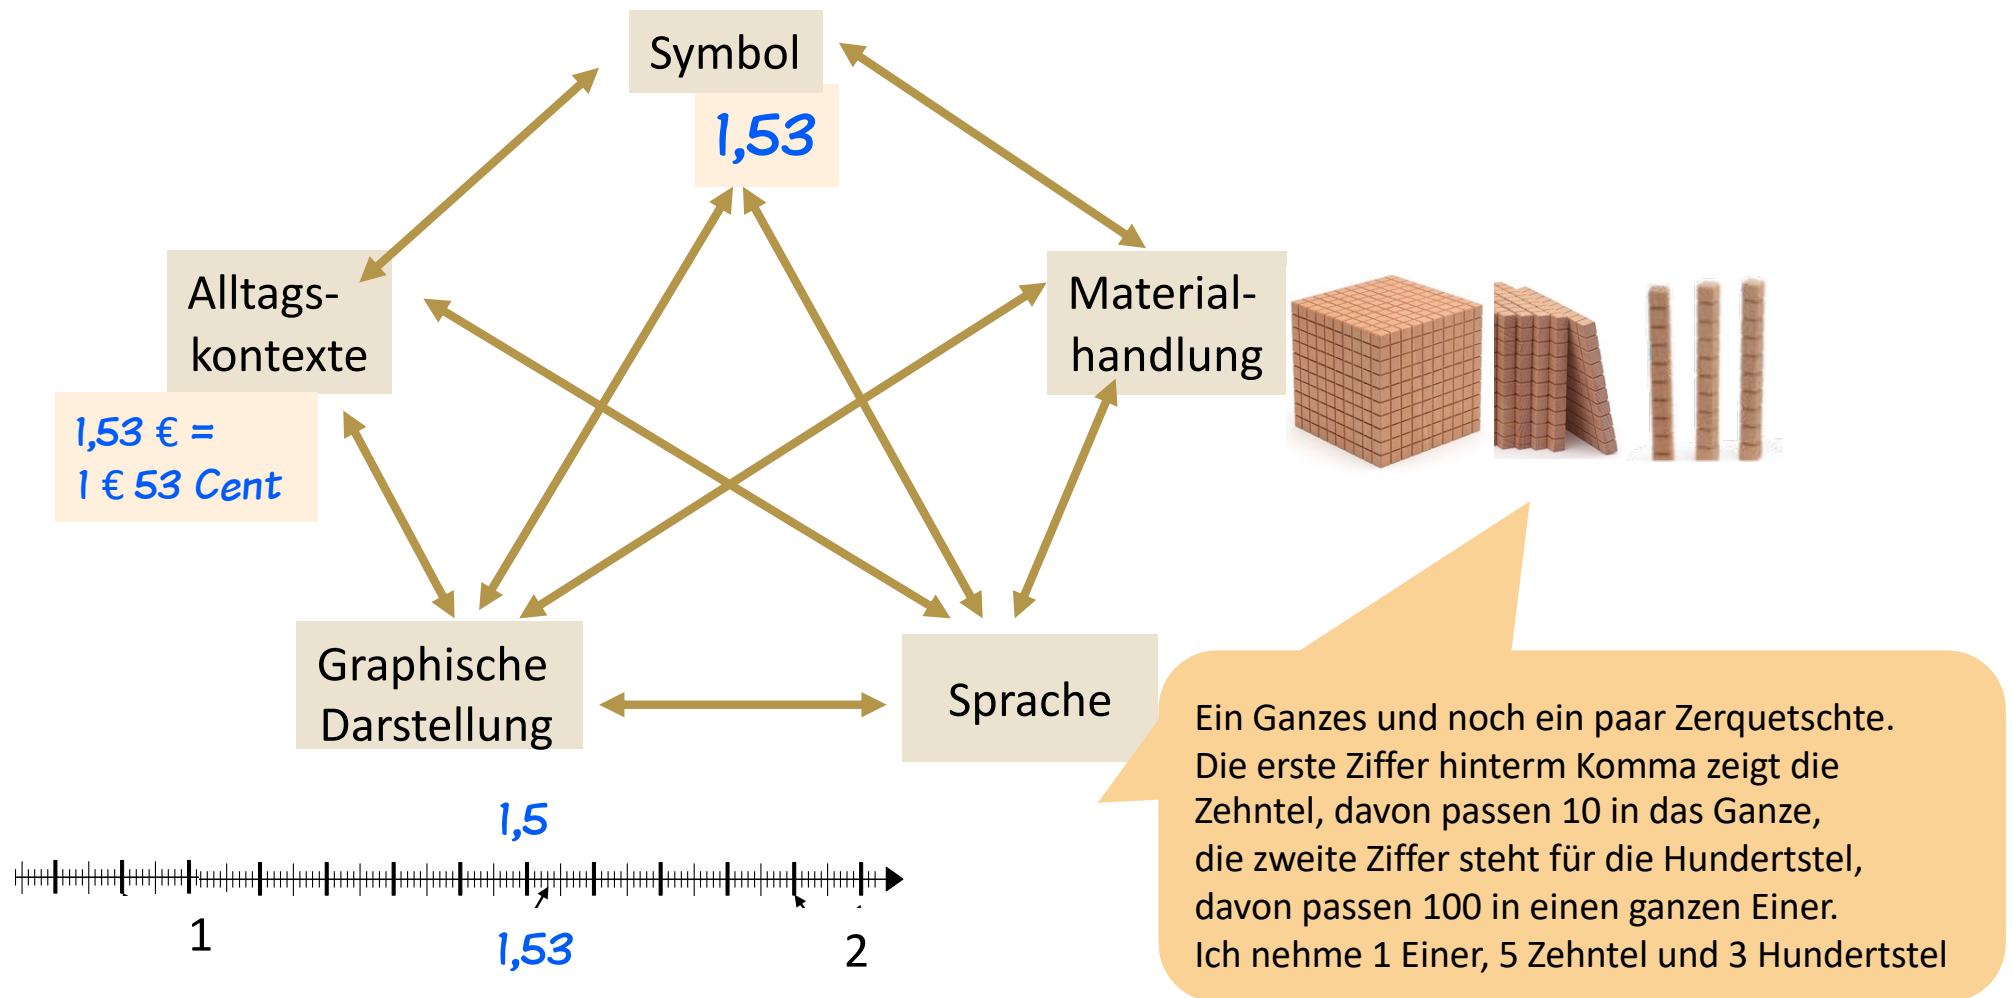 Symbol
1,53
Alltags-
kontexte
1,53 € =
1 € 53 Cent
Material-
handlung
Graphische
Darstellung
Sprache
Ein Ganzes und noch ein paar Zerquetschte.
Die erste Ziffer hinterm Komma zeigt die
Zehntel, davon passen 10 in das Ganze,
die zweite Ziffer steht für die Hundertstel,
davon passen 100 in einen ganzen Einer.
Ich nehme 1 Einer, 5 Zehntel und 3 Hundertstel
1,5
1
1,53
2